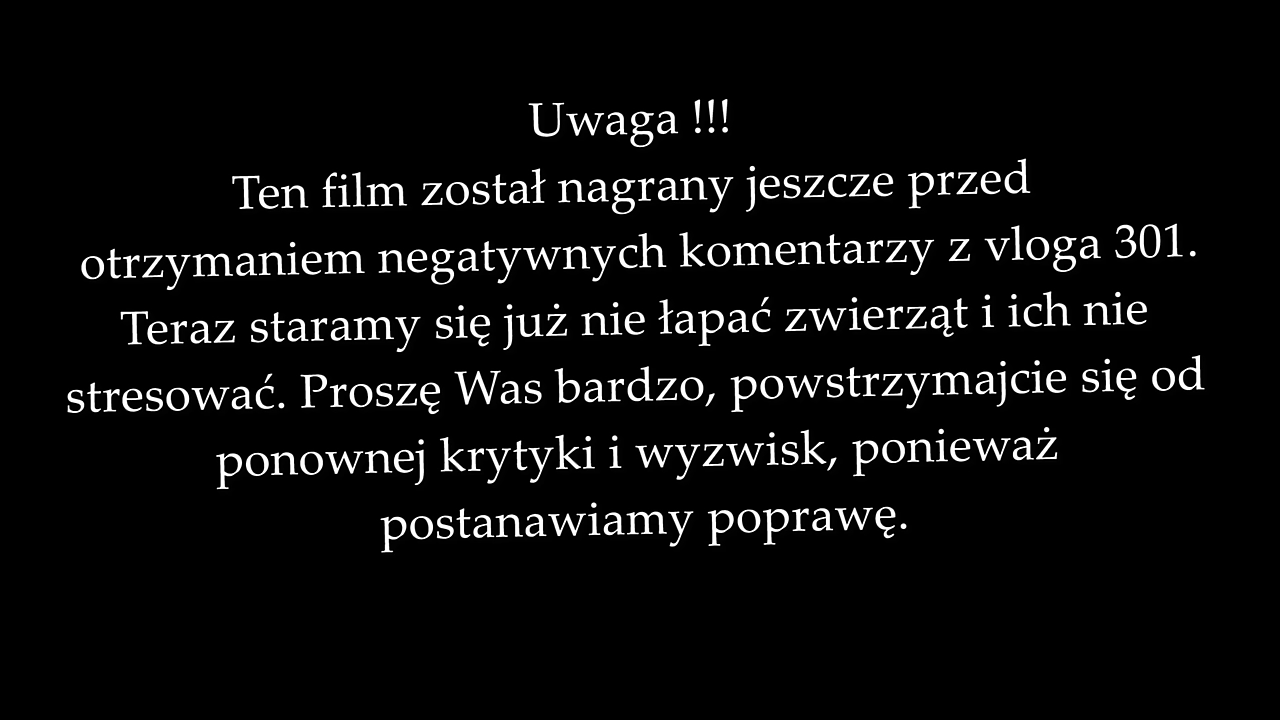 Uwaga !!!
Ten film został nagrany jeszcze przed
otrzymaniem negatywnych komentarzy z vloga 301.
Teraz staramy się już nie łapać zwierząt i ich nie
stresować. Proszę Was bardzo, powstrzymajcie się od
ponownej krytyki i wyzwisk, ponieważ
postanawiamy poprawę.